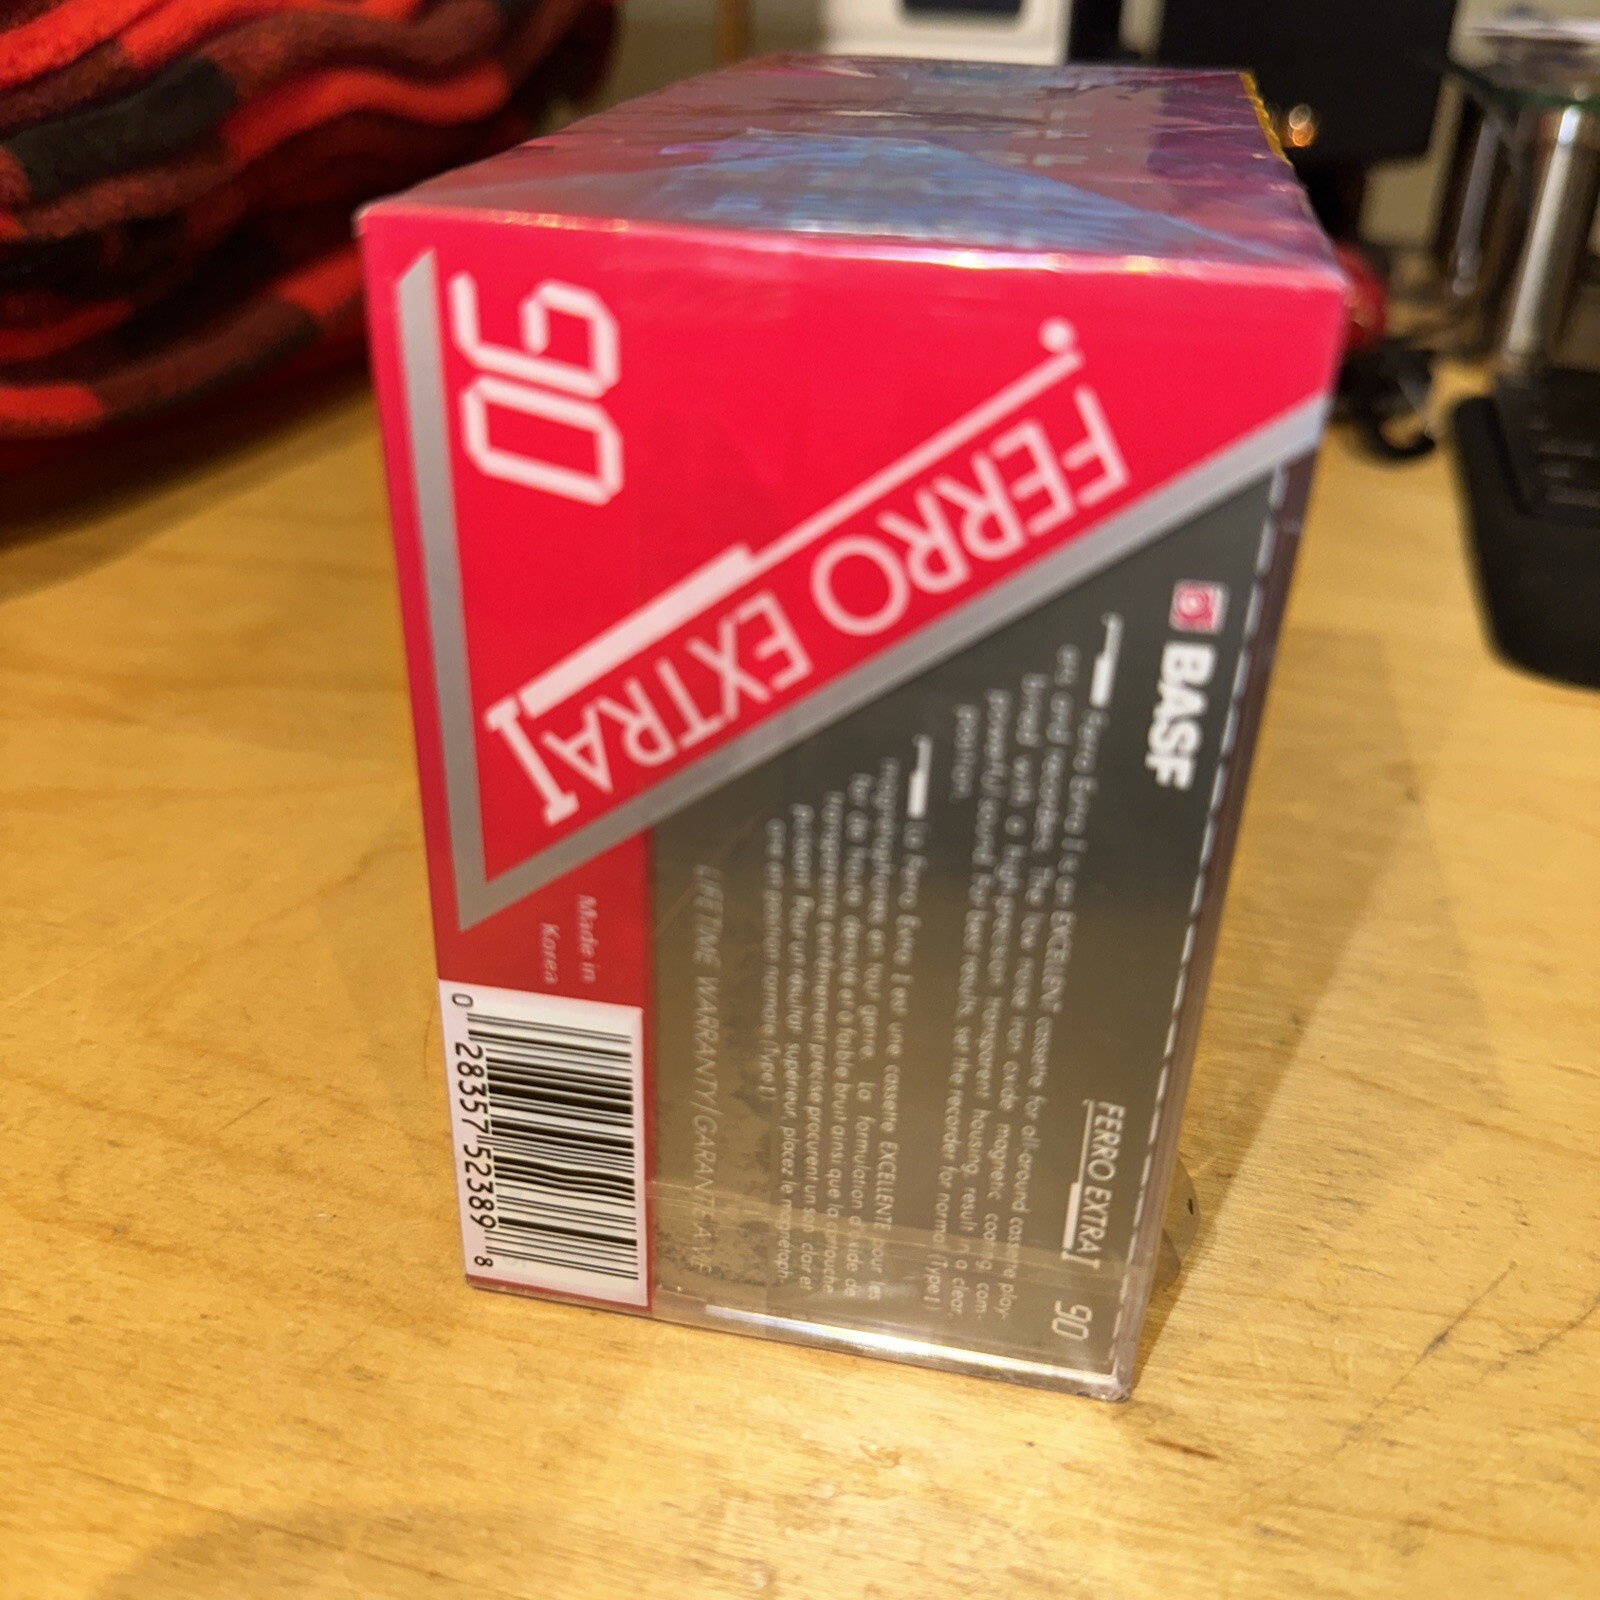 90
FERRO EXTRA I
BASF
FERRO EXTRA I 90
Ferro Extra I is an EXCELLENT cassette for all-around cassette play-
ers and recorders. The low noise iron oxide magnetic coating, com-
bined with a high-precision transparent housing, result in a clear,
powerful sound. For best results, set the recorder for normal (Type I)
position.
La Ferro Extra I est une cassette EXCELLENTE pour les
magnétophones en tout genre. La formulation d'oxide de
fer de haute densité et à faible bruit ainsi que la cartouche
transparente extrêmement précise procurent un son clair et
puissant. Pour un résultat supérieur, placez le magnétoph-
one en position normale (Type I).
LIFETIME WARRANTY/GARANTIE A VIE
Made in
Korea
0 28357 52389 8